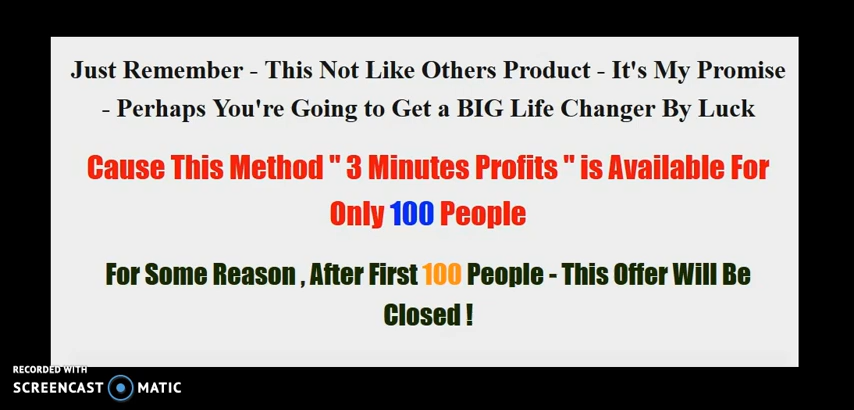 Just Remember - This Not Like Others Product - It's My Promise
- Perhaps You're Going to Get a BIG Life Changer By Luck
Cause This Method " 3 Minutes Profits " is Available For
Only 100 People
For Some Reason , After First 100 People - This Offer Will Be
Closed !
RECORDED WITH
SCREENCAST MATIC